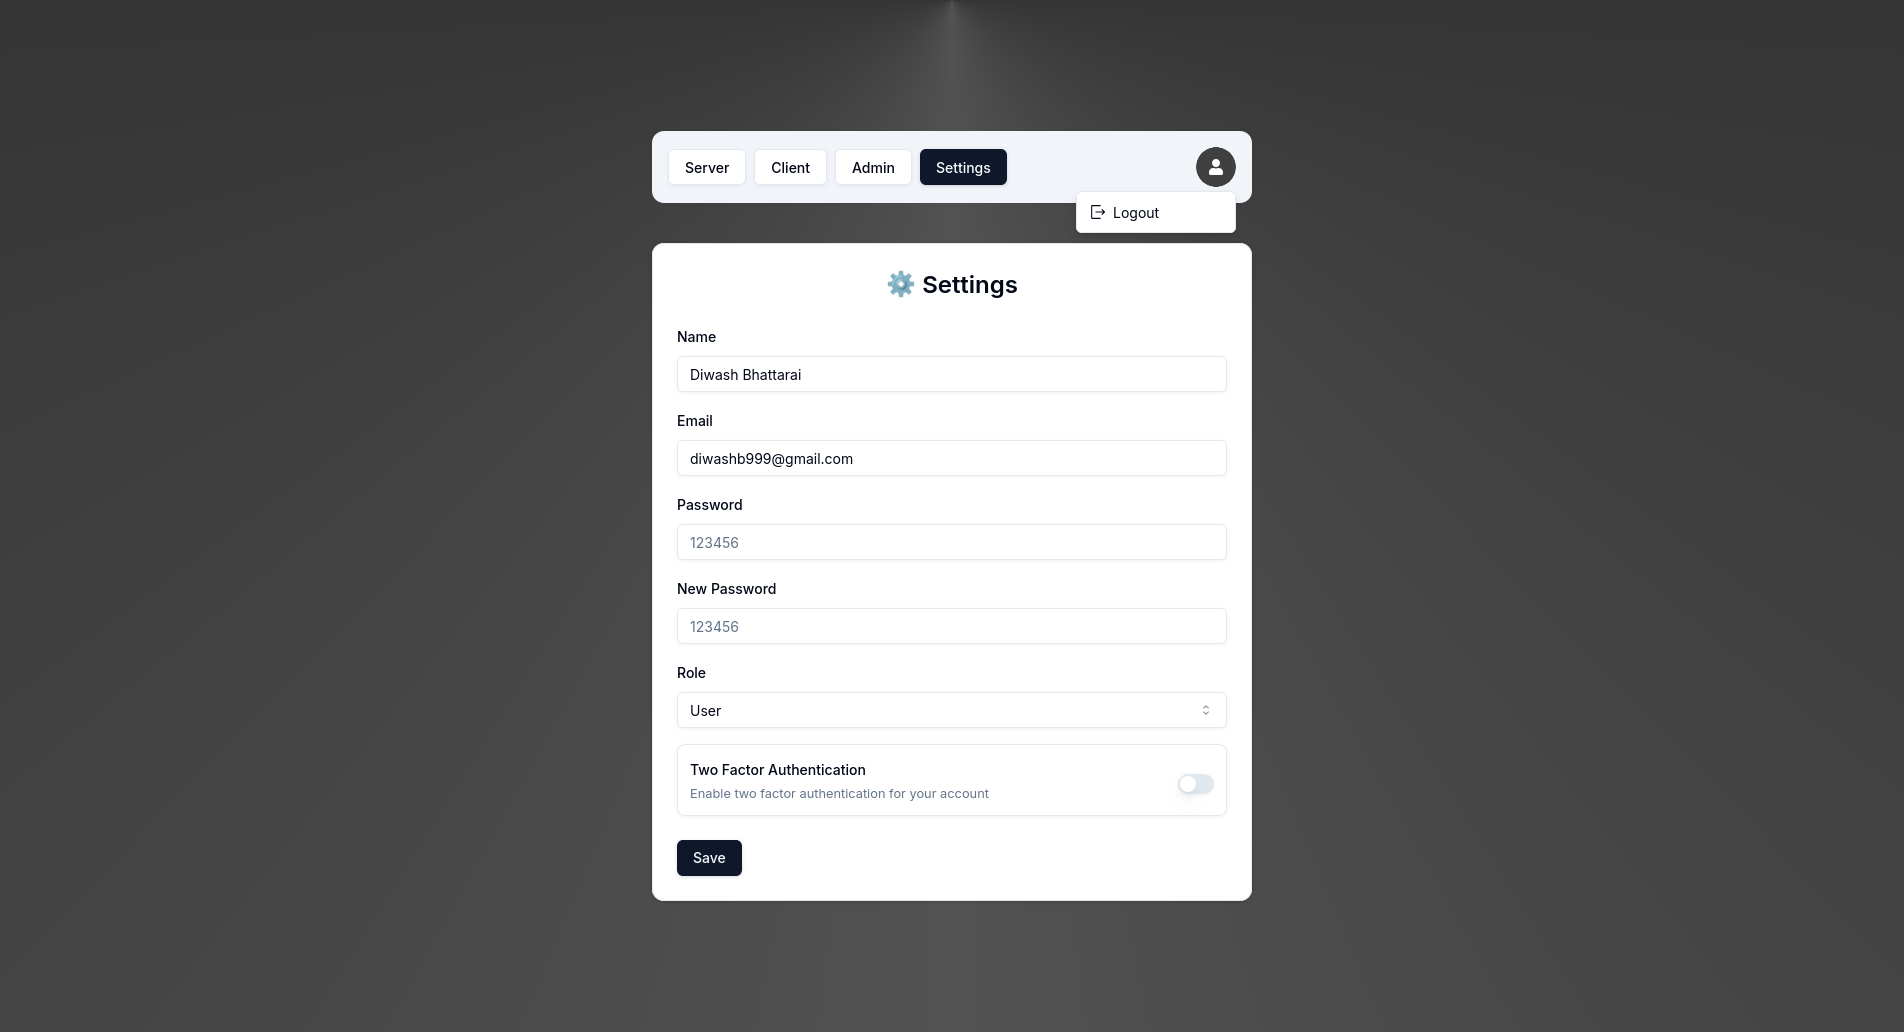 Server Client Admin Settings
Logout
⚙️ Settings
Name
Diwash Bhattarai
Email
diwashb999@gmail.com
Password
123456
New Password
123456
Role
User
Two Factor Authentication
Enable two factor authentication for your account
Save